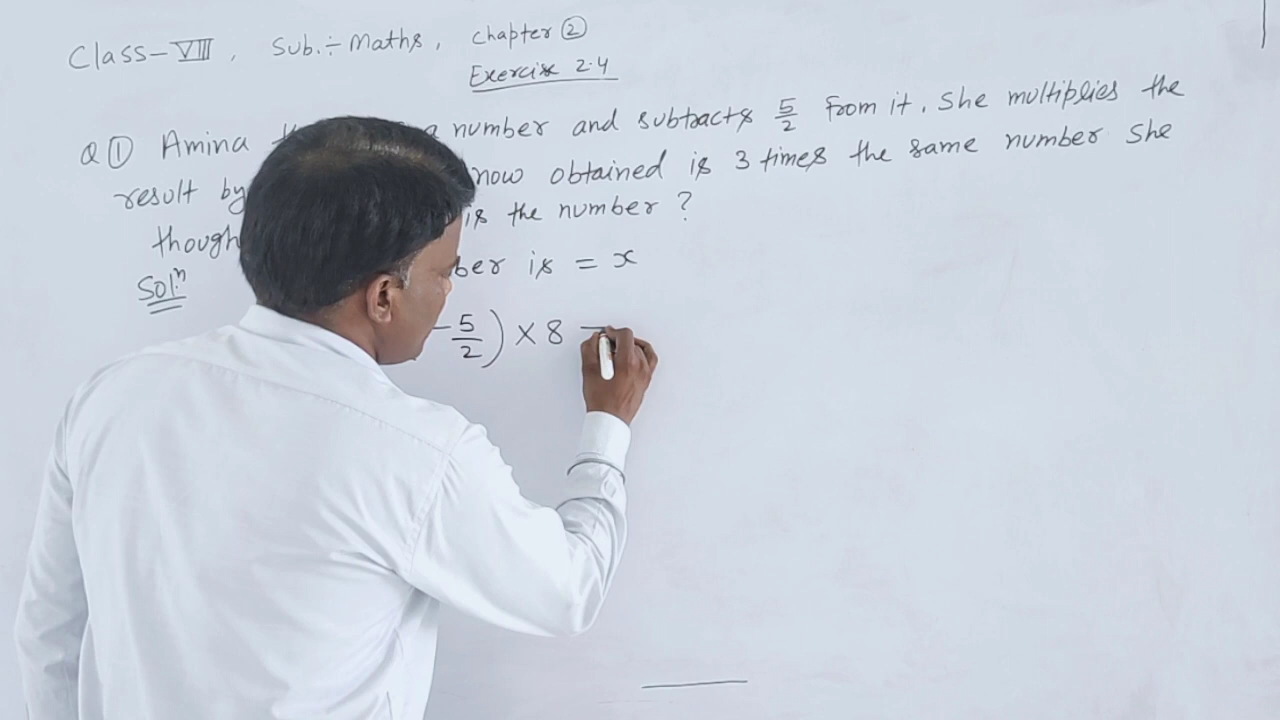 Class-VIII, Sub.÷ Maths, Chapter ②
Exercise 2.4
Q① Amina number and subtracts 5/2 from it. She multiplies the
result by now obtained is 3 times the same number she
though is the number?
Solⁿ ber is = x
- 5/2) × 8 =